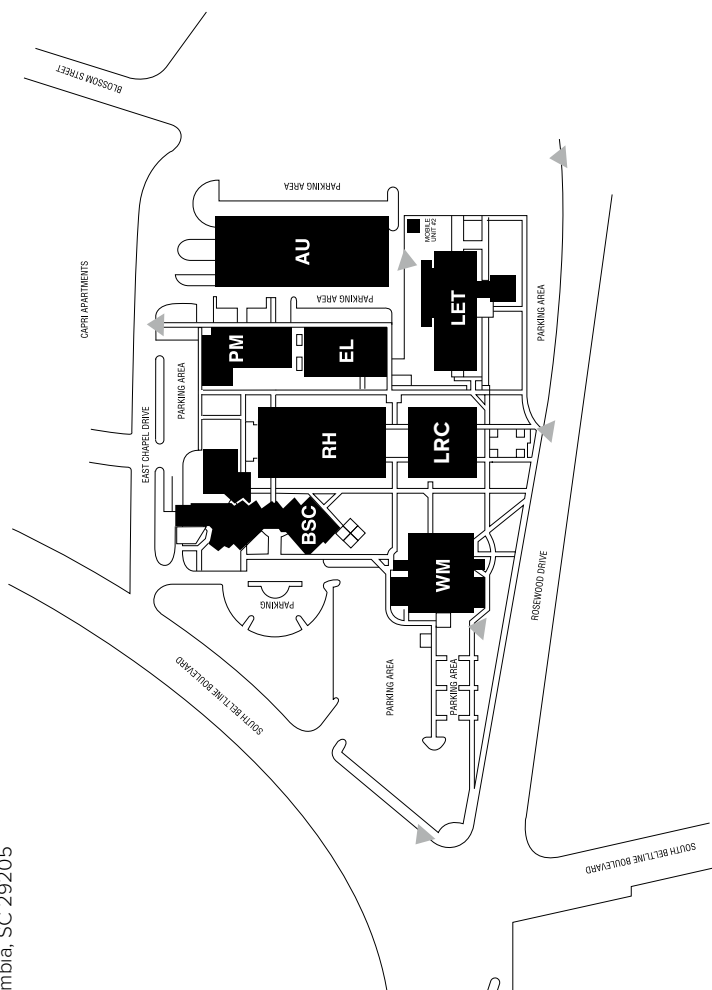 BLOSSOM STREET
CAPRI APARTMENTS
EAST CHAPEL DRIVE
PARKING AREA
AU
PARKING AREA
MOBILE
UNIT #2
PARKING AREA
PM
EL
LET
PARKING AREA
PARKING AREA
RH
LRC
BSC
WM
PARKING
SOUTH BELTLINE BOULEVARD
PARKING AREA
PARKING AREA
ROSEWOOD DRIVE
SOUTH BELTLINE BOULEVARD
mbia, SC 29205